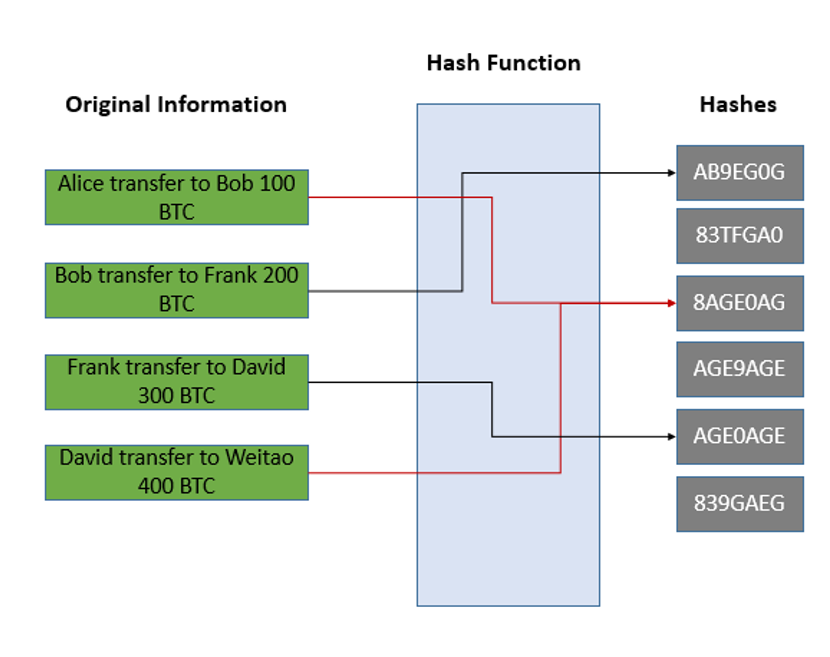 Hash Function
Original Information
Hashes
Alice transfer to Bob 100
BTC
Bob transfer to Frank 200
BTC
Frank transfer to David
300 BTC
David transfer to Weitao
400 BTC
AB9EG0G
83TFGA0
8AGE0AG
AGE9AGE
AGE0AGE
839GAEG